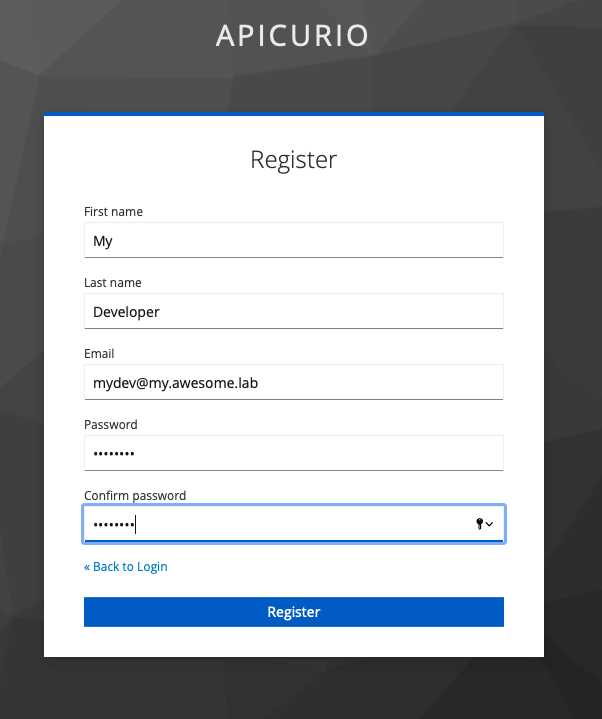 APICURIO
Register
First name
My
Last name
Developer
Email
mydev@my.awesome.lab
Password
••••••••
Confirm password
••••••••
« Back to Login
Register